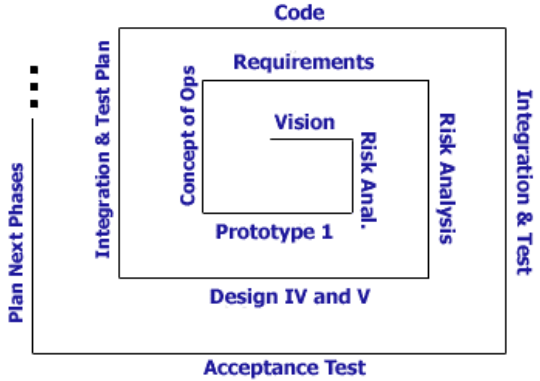 Code
Requirements
Vision
Risk Anal.
Prototype 1
Concept of Ops
Risk Analysis
Design IV and V
Integration & Test Plan
Integration & Test
Acceptance Test
Plan Next Phases